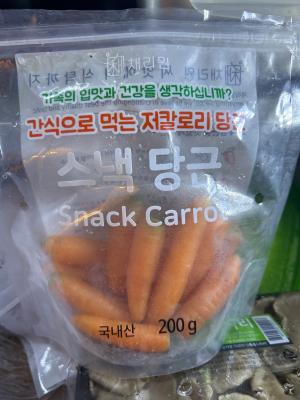 가족의 입맛과 건강을 생각하십니까?
간식으로 먹는 저칼로리 당근
스낵 당근
Snack Carrot
국내산 200 g